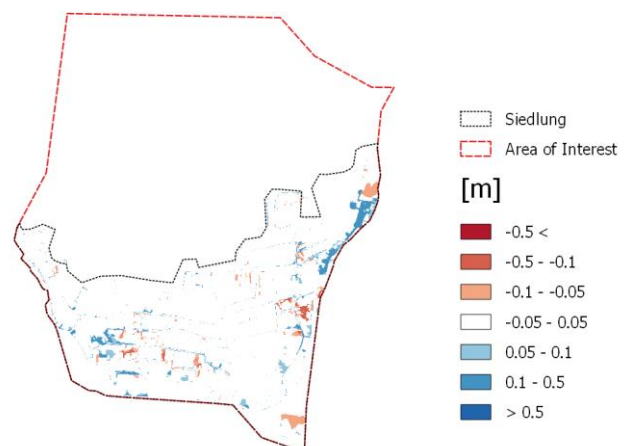 Siedlung
Area of Interest
[m]
-0.5 <
-0.5 - -0.1
-0.1 - -0.05
-0.05 - 0.05
0.05 - 0.1
0.1 - 0.5
> 0.5